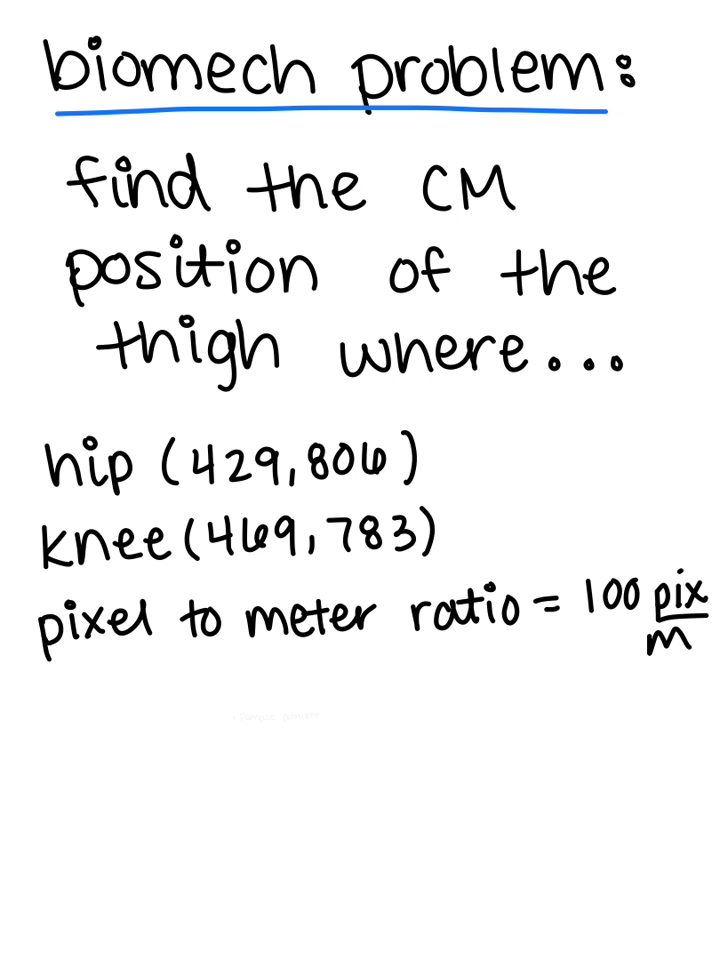 biomech problem:
find the CM
position of the
thigh where...
hip (429,806)
knee (469,783)
pixel to meter ratio = 100 pix
m